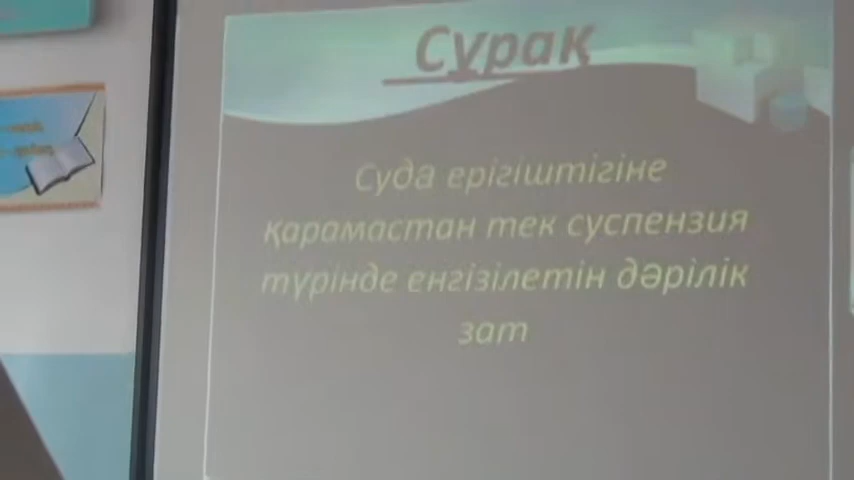 Сұрақ
Суда ерігіштігіне
қарамастан тек суспензия
түрінде енгізілетін дәрілік
зат